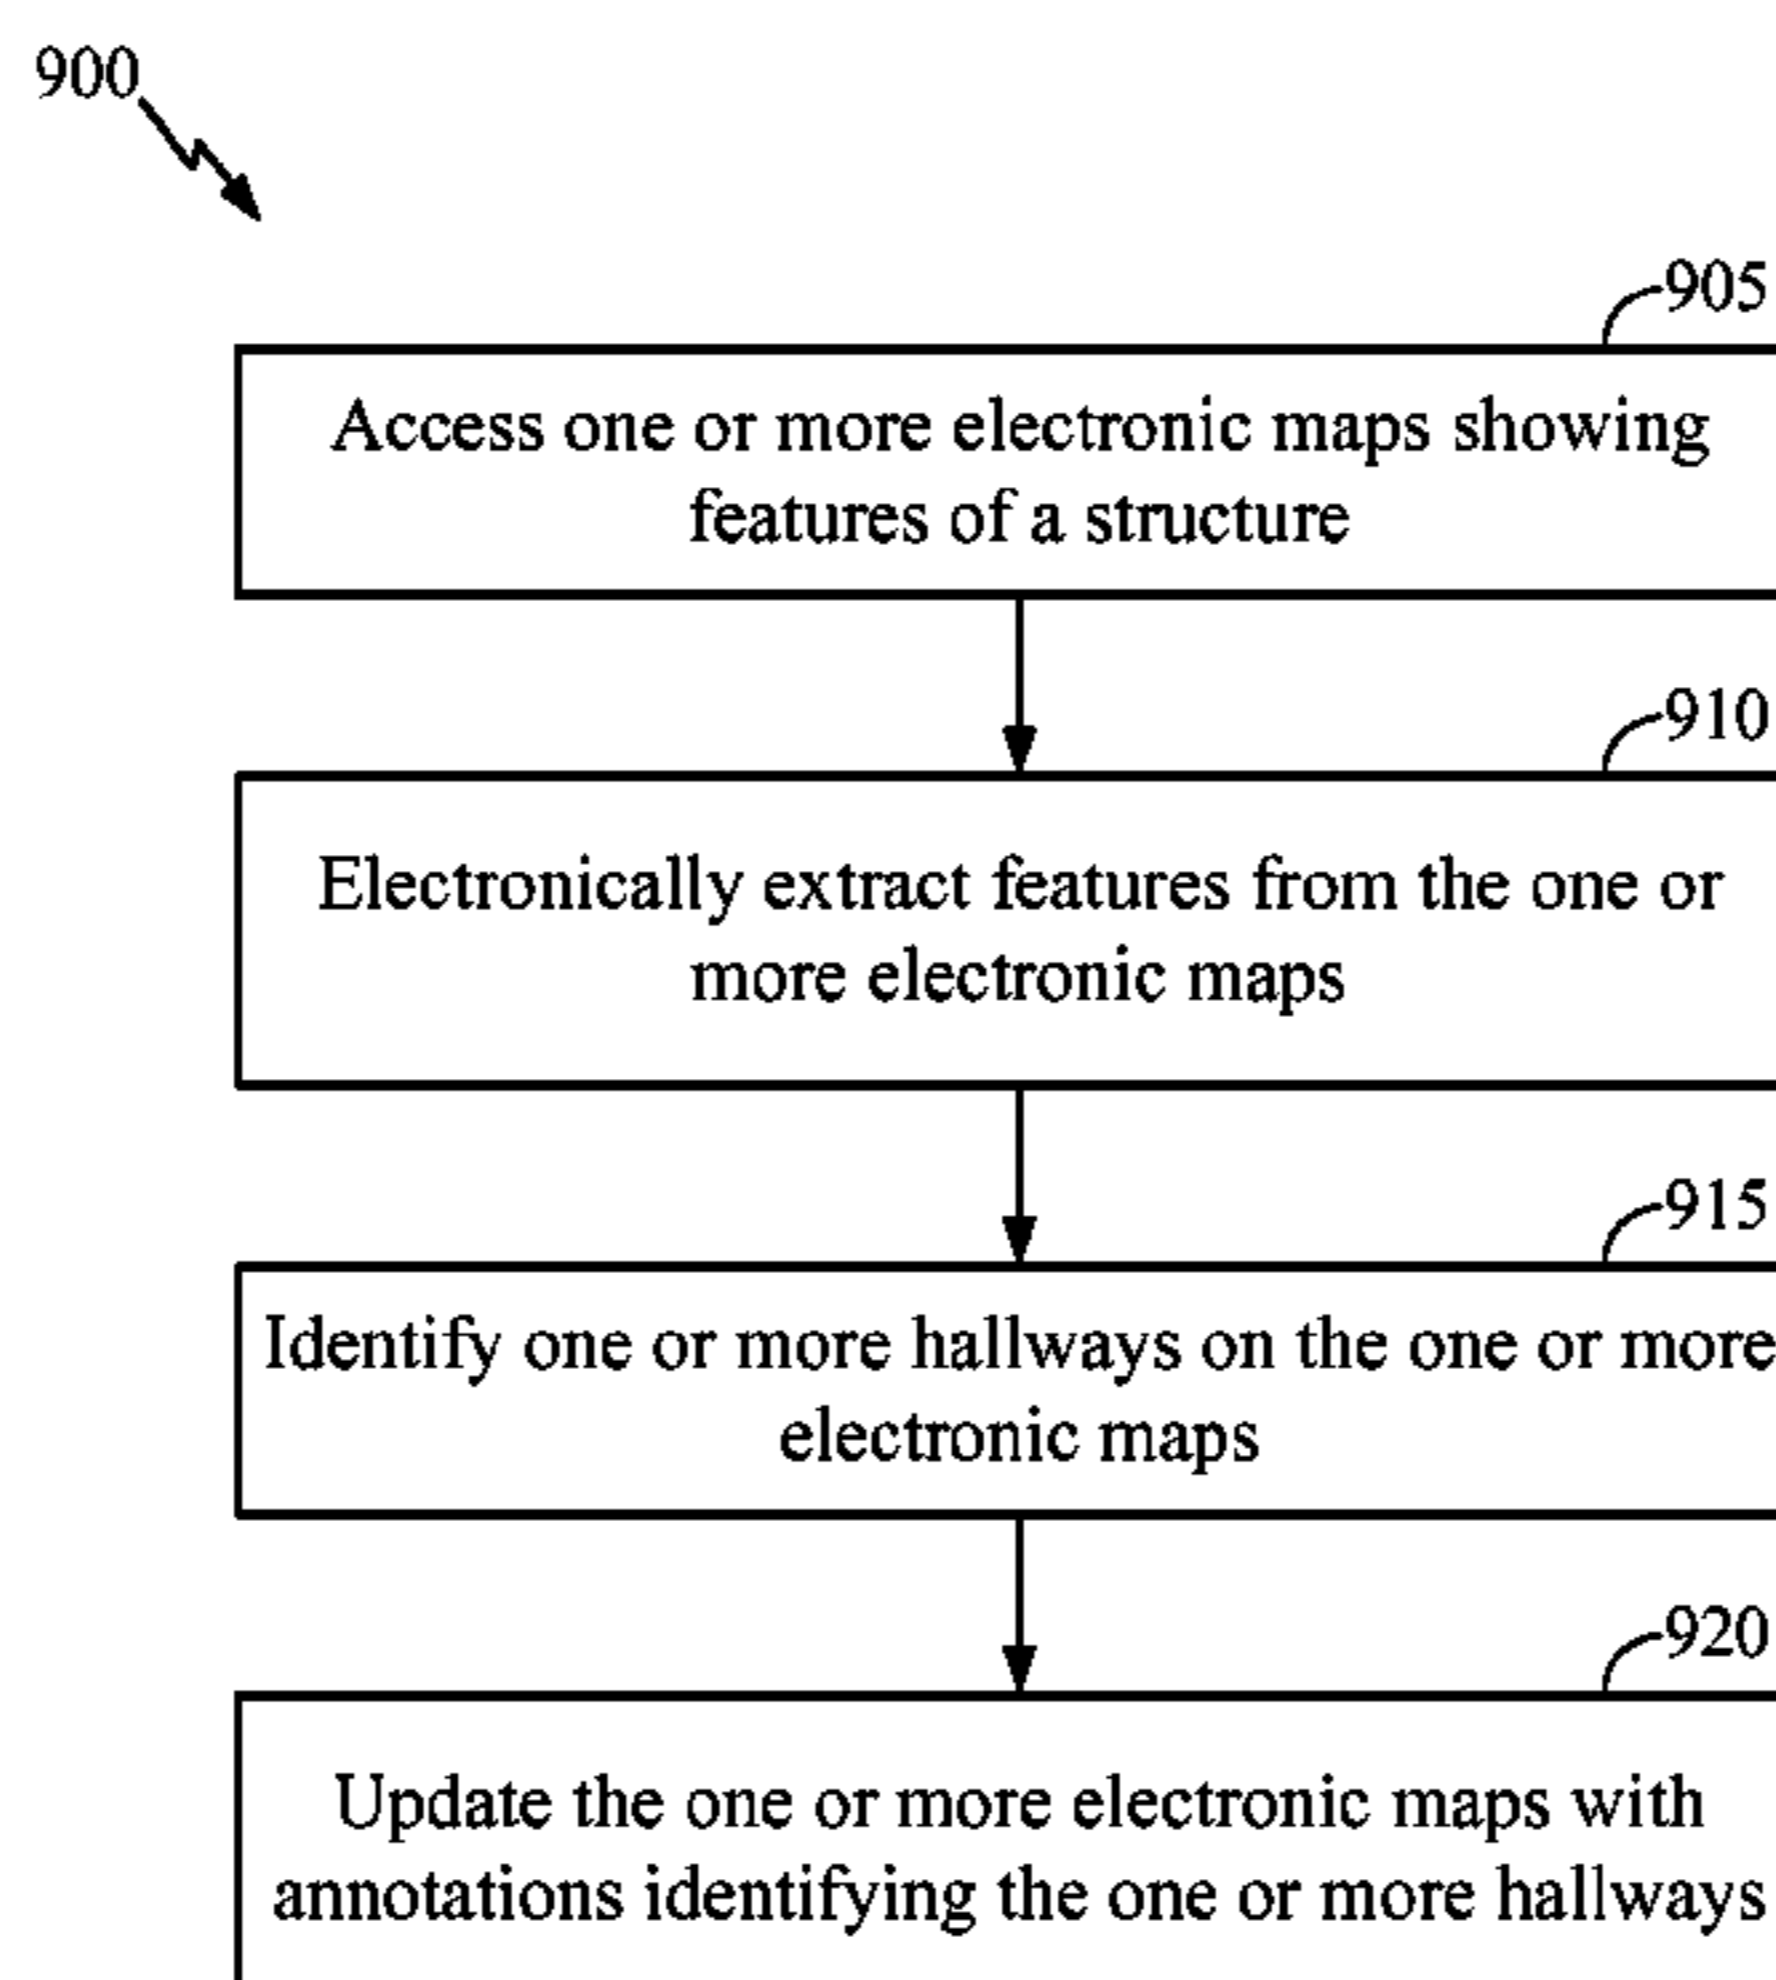 900
905
Access one or more electronic maps showing
features of a structure
910
Electronically extract features from the one or
more electronic maps
915
Identify one or more hallways on the one or more
electronic maps
920
Update the one or more electronic maps with
annotations identifying the one or more hallways